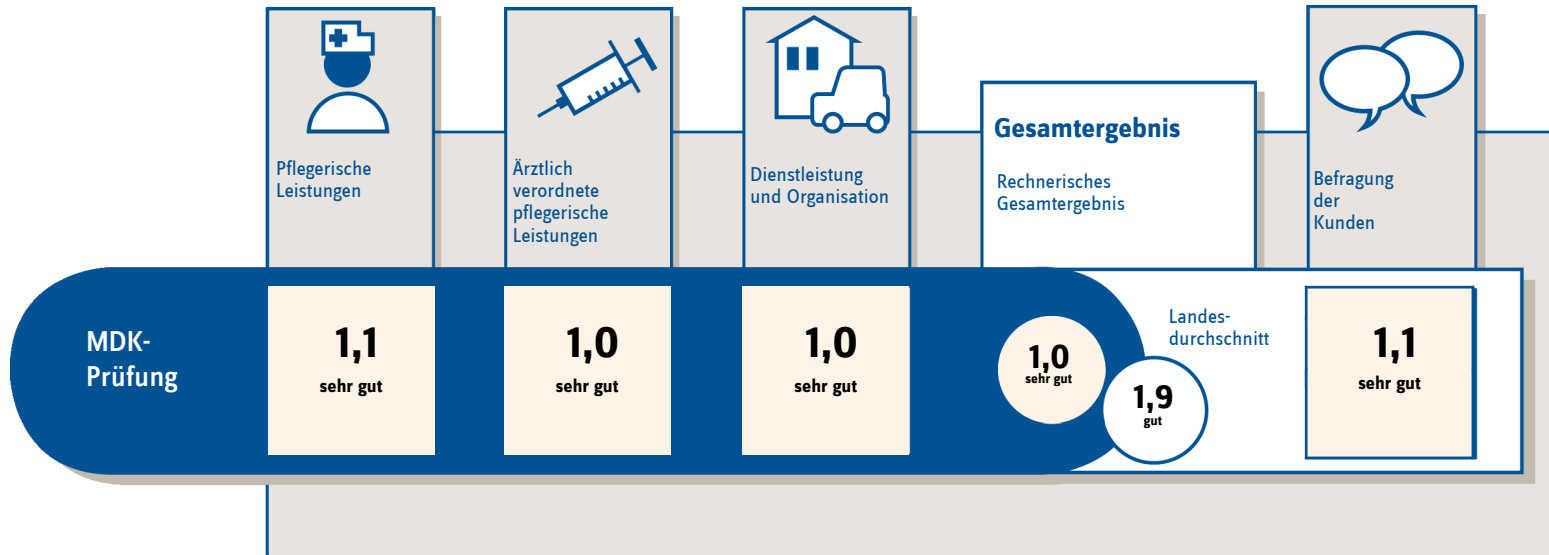 Pflegerische
Leistungen
Ärztlich
verordnete
pflegerische
Leistungen
Dienstleistung
und Organisation
Gesamtergebnis
Rechnerisches
Gesamtergebnis
Befragung
der
Kunden
MDK-
Prüfung
1,1
sehr gut
1,0
sehr gut
1,0
sehr gut
1,0
sehr gut
Landes-
durchschnitt
1,9
gut
1,1
sehr gut